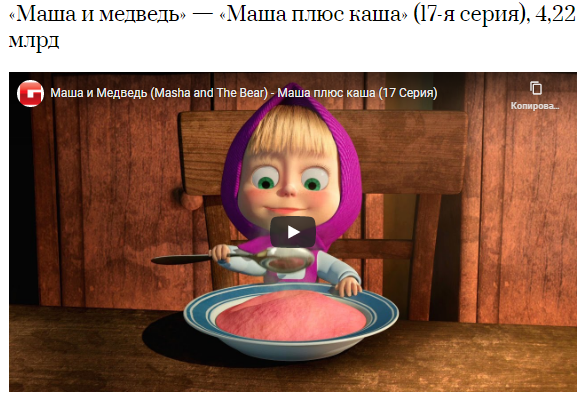 «Маша и медведь» — «Маша плюс каша» (17-я серия), 4,22
млрд
Маша и Медведь (Masha and The Bear) - Маша плюс каша (17 Серия)
Копирова...